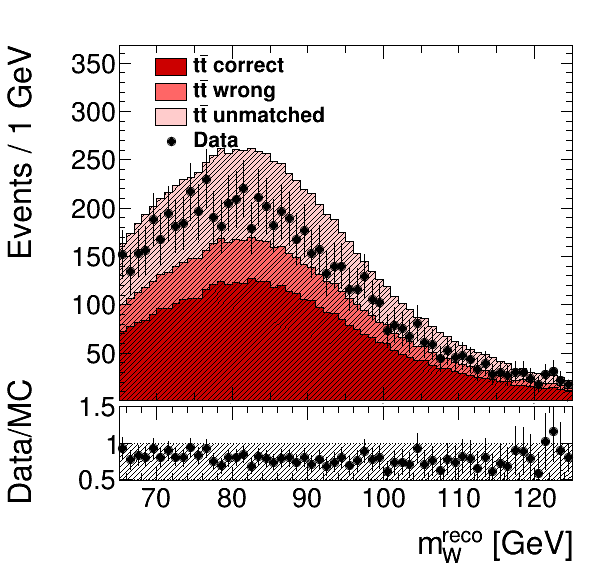 Events / 1 GeV
350
300
250
200
150
100
50
tt̄ correct
tt̄ wrong
tt̄ unmatched
Data
Data/MC
1.5
1
0.5
70 80 90 100 110 120
m_W^reco [GeV]